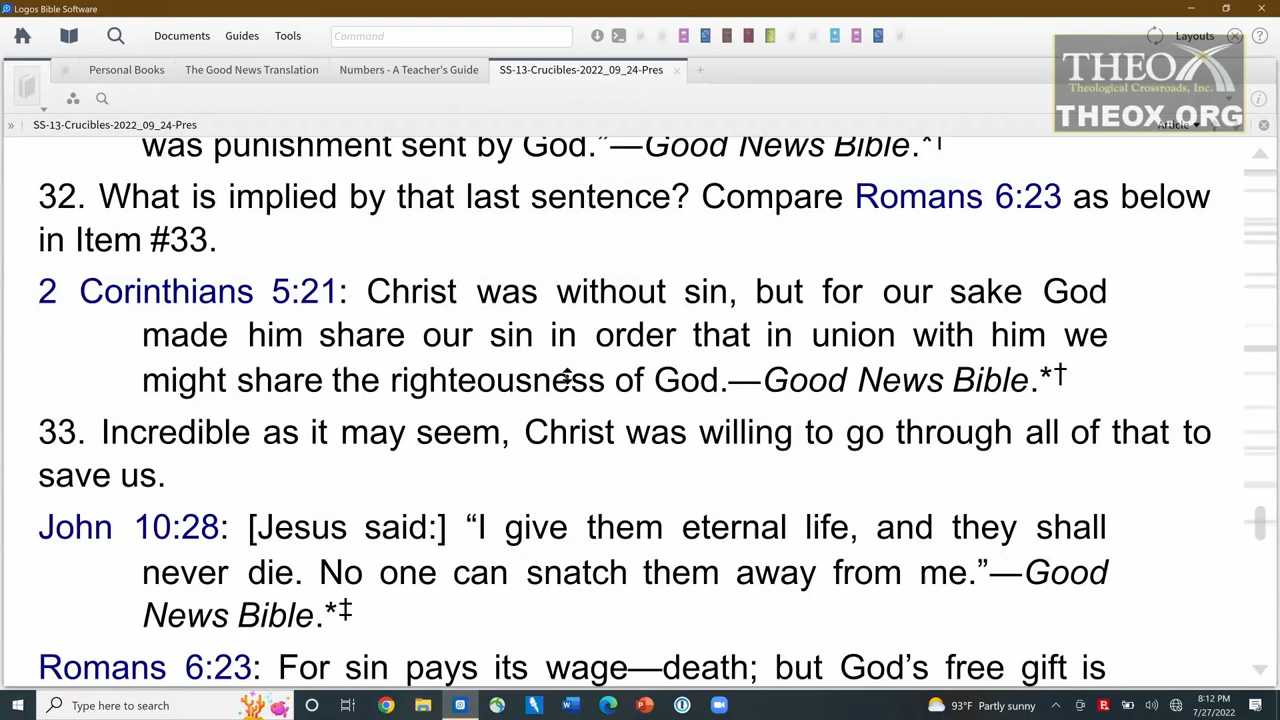 Logos Bible Software
Documents Guides Tools Command Layouts
THEOX
Theological Crossroads, Inc.
THEOX.ORG
Personal Books The Good News Translation Numbers - A Teacher's Guide SS-13-Crucibles-2022_09_24-Pres
SS-13-Crucibles-2022_09_24-Pres Article
was punishment sent by God.”—Good News Bible.*†
32. What is implied by that last sentence? Compare Romans 6:23 as below
in Item #33.
2 Corinthians 5:21: Christ was without sin, but for our sake God
made him share our sin in order that in union with him we
might share the righteousness of God.—Good News Bible.*†
33. Incredible as it may seem, Christ was willing to go through all of that to
save us.
John 10:28: [Jesus said:] “I give them eternal life, and they shall
never die. No one can snatch them away from me.”—Good
News Bible.*‡
Romans 6:23: For sin pays its wage—death; but God’s free gift is
Type here to search 93°F Partly sunny 8:12 PM
7/27/2022